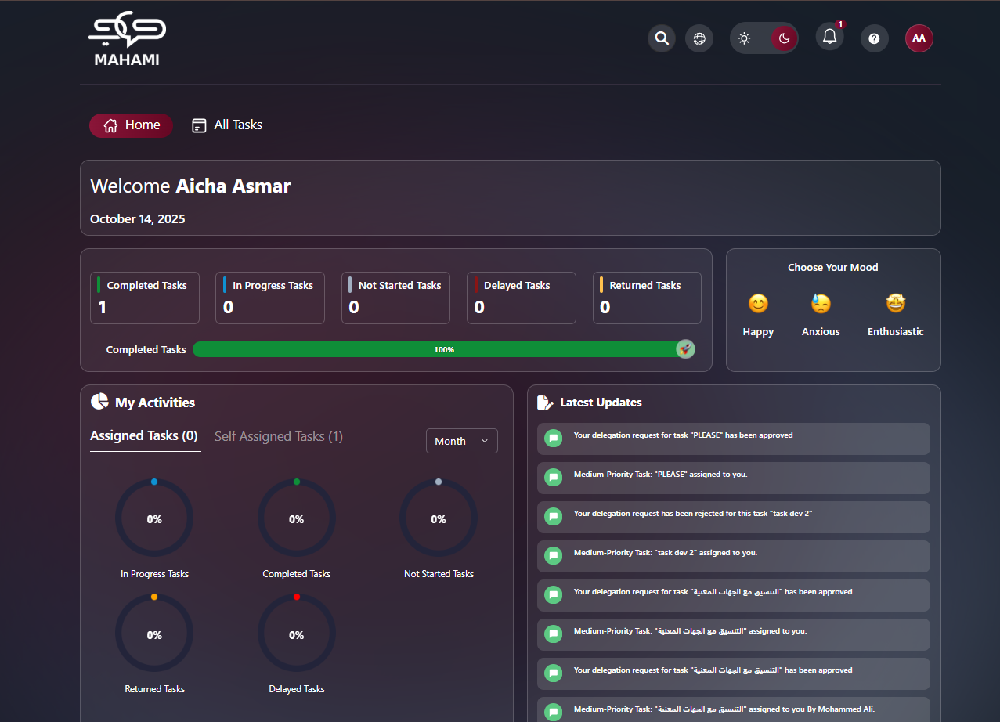 MAHAMI
1
AA
Home
All Tasks
Welcome Aicha Asmar
October 14, 2025
Completed Tasks
1
In Progress Tasks
0
Not Started Tasks
0
Delayed Tasks
0
Returned Tasks
0
Completed Tasks 100%
Choose Your Mood
Happy
Anxious
Enthusiastic
My Activities
Assigned Tasks (0)
Self Assigned Tasks (1)
Month
0%
In Progress Tasks
0%
Completed Tasks
0%
Not Started Tasks
0%
Returned Tasks
0%
Delayed Tasks
Latest Updates
Your delegation request for task "PLEASE" has been approved
Medium-Priority Task: "PLEASE" assigned to you.
Your delegation request has been rejected for this task "task dev 2"
Medium-Priority Task: "task dev 2" assigned to you.
Your delegation request for task "التنسيق مع الجهات المعنية" has been approved
Medium-Priority Task: "التنسيق مع الجهات المعنية" assigned to you.
Your delegation request for task "التنسيق مع الجهات المعنية" has been approved
Medium-Priority Task: "التنسيق مع الجهات المعنية" assigned to you By Mohammed Ali.